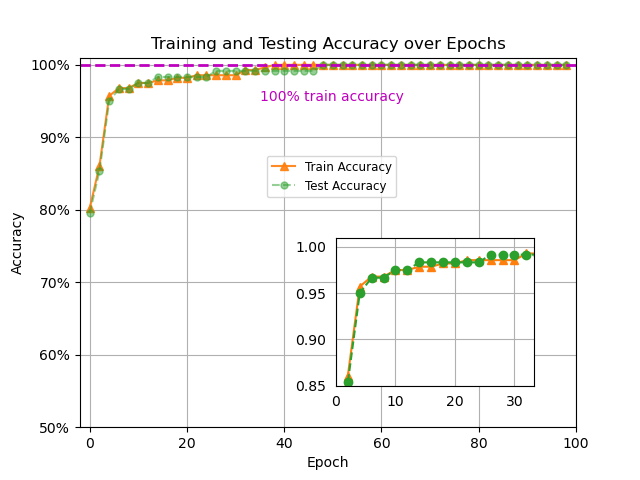 Training and Testing Accuracy over Epochs
100%
100% train accuracy
90%
Train Accuracy
Test Accuracy
80%
Accuracy
1.00
70%
0.95
60%
0.90
0.85
0 10 20 30
50%
0 20 40 60 80 100
Epoch